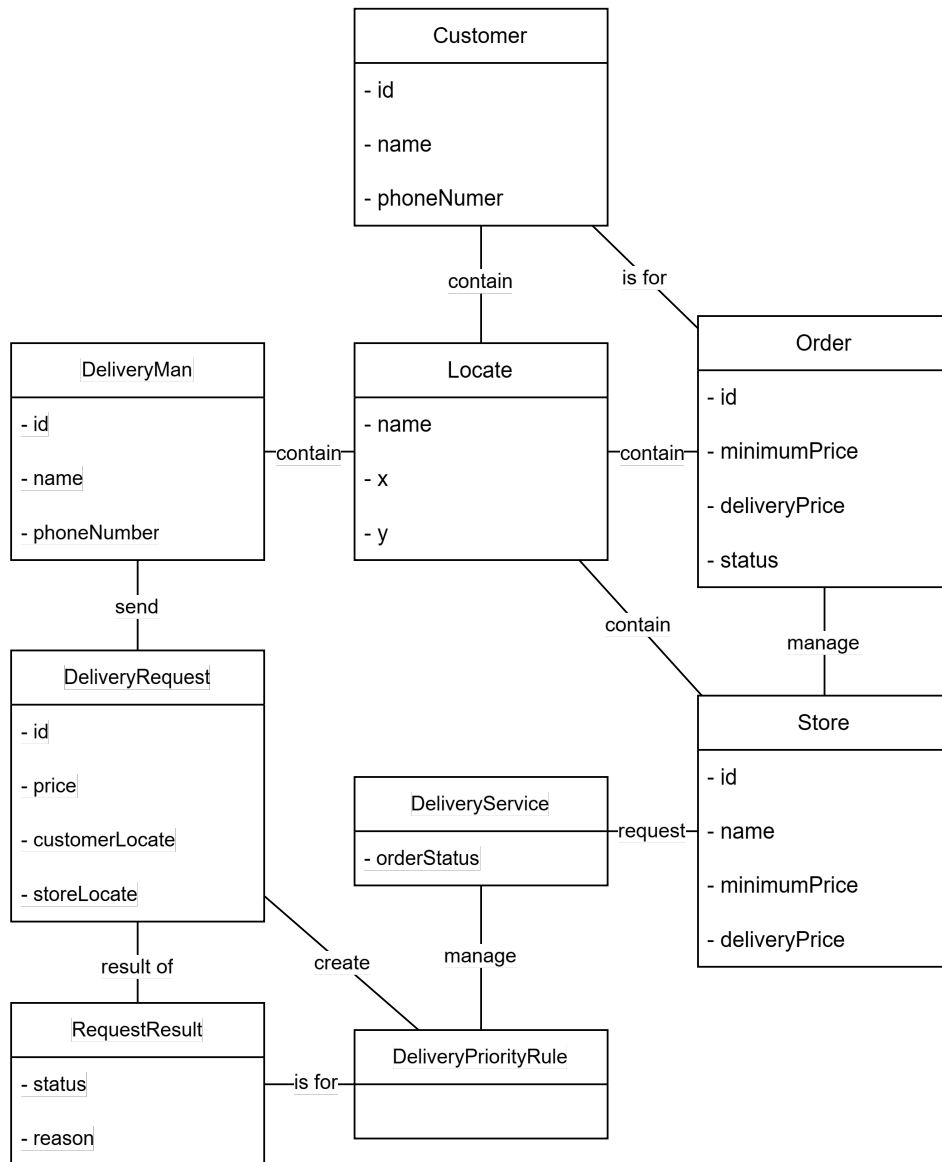 Customer
- id
- name
- phoneNumer
contain
is for
DeliveryMan
- id
- name
- phoneNumber
contain
Locate
- name
- x
- y
contain
Order
- id
- minimumPrice
- deliveryPrice
- status
send
contain
manage
DeliveryRequest
- id
- price
- customerLocate
- storeLocate
DeliveryService
- orderStatus
request
Store
- id
- name
- minimumPrice
- deliveryPrice
result of
create
manage
RequestResult
- status
- reason
is for
DeliveryPriorityRule